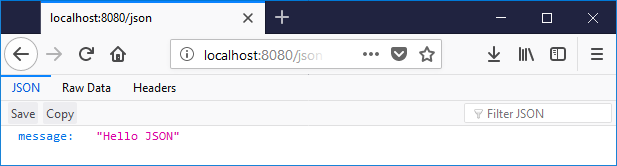 localhost:8080/json
localhost:8080/json
JSON Raw Data Headers
Save Copy Filter JSON
message: "Hello JSON"